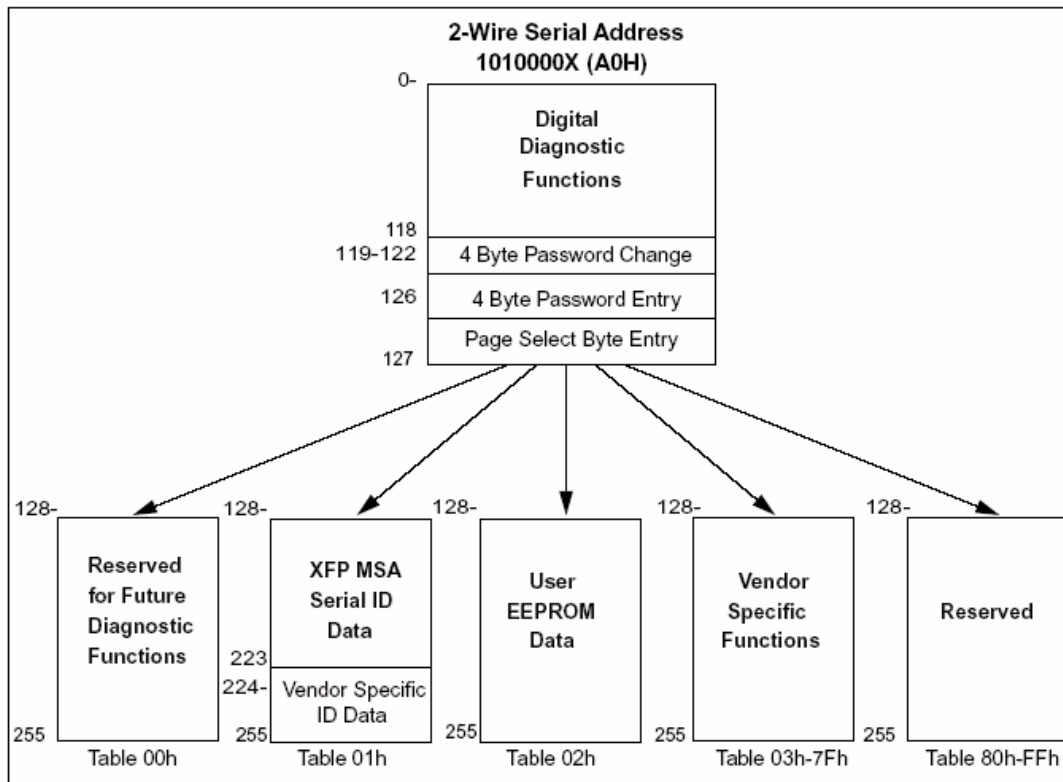 2-Wire Serial Address
1010000X (A0H)
0-
Digital
Diagnostic
Functions
118
119-122
4 Byte Password Change
126
4 Byte Password Entry
Page Select Byte Entry
127
128-
Reserved
for Future
Diagnostic
Functions
255
Table 00h
128-
XFP MSA
Serial ID
Data
223
224-
Vendor Specific
ID Data
255
Table 01h
128-
User
EEPROM
Data
255
Table 02h
128-
Vendor
Specific
Functions
255
Table 03h-7Fh
128-
Reserved
255
Table 80h-FFh